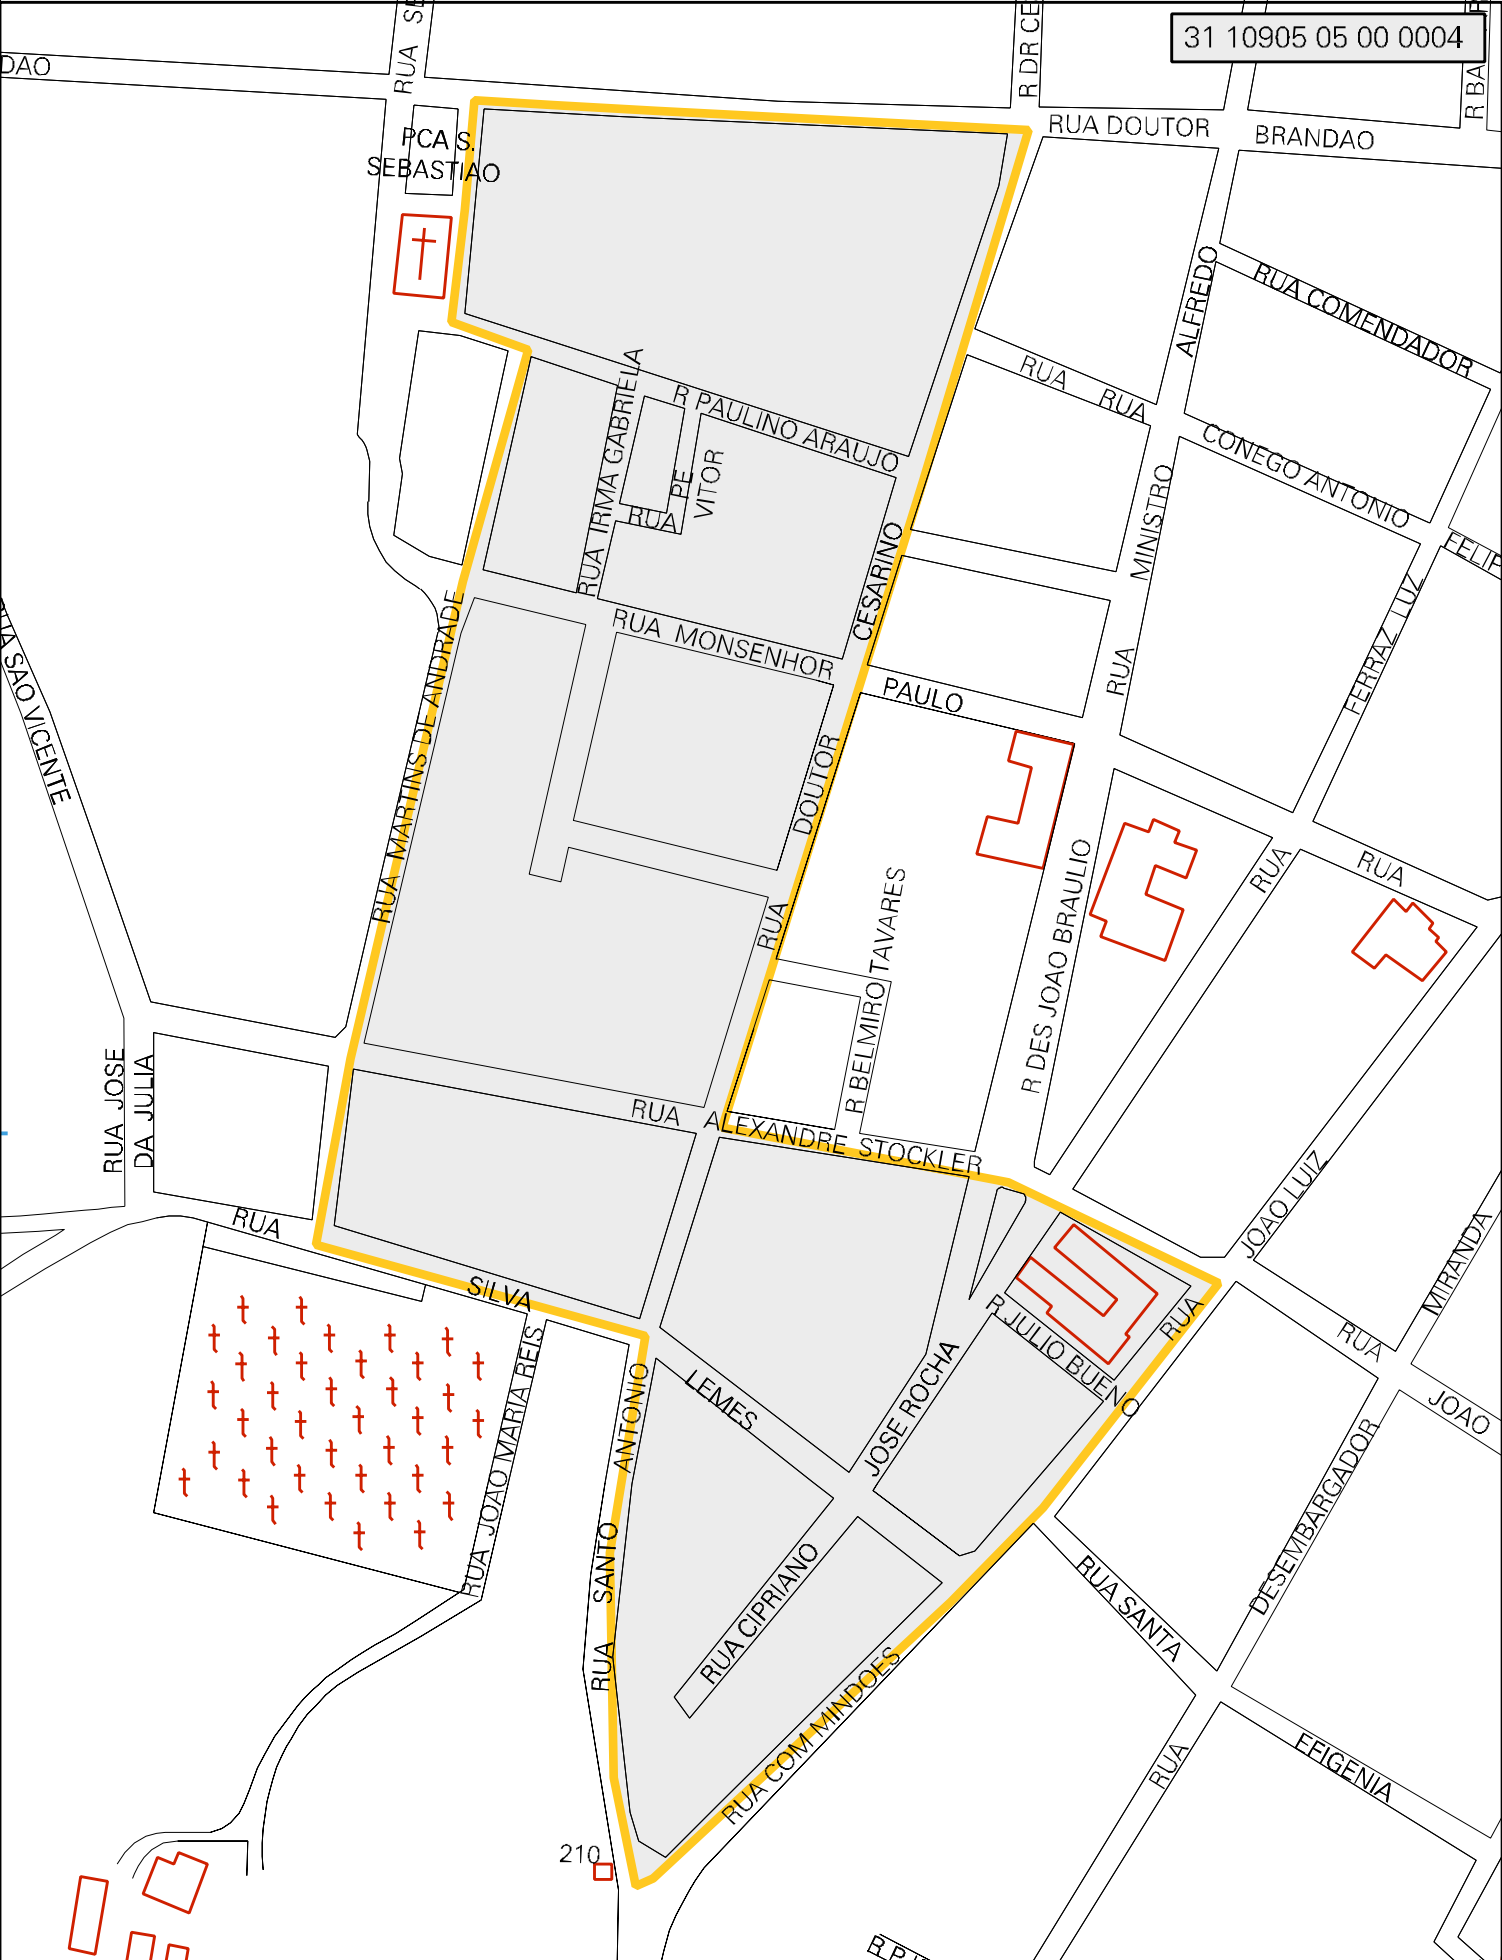 31 10905 05 00 0004
DAO
RUA SE
R DR CE
R BA
RUA DOUTOR BRANDAO
PCA S.
SEBASTIAO
ALFREDO
RUA COMENDADOR
RUA IRMA GABRIELA
R PAULINO ARAUJO
RUA
RUA
CONEGO ANTONIO
PE
VITOR
RUA
MINISTRO
FELIP
CESARINO
RUA MONSENHOR
PAULO
RUA
FERRAZ LUZ
RUA SAO VICENTE
RUA MARTINS DE ANDRADE
DOUTOR
RUA
R BELMIRO TAVARES
R DES JOAO BRAULIO
RUA
RUA
RUA JOSE
DA JULIA
RUA ALEXANDRE STOCKLER
JOAO LUIZ
RUA
SILVA
MIRANDA
RUA
R JULIO BUENO
RUA
JOAO
RUA JOAO MARIA REIS
ANTONIO
LEMES
JOSE ROCHA
DESEMBARGADOR
SANTO
RUA
RUA CIPRIANO
RUA SANTA
EFIGENIA
RUA COM MINDOES
RUA
210